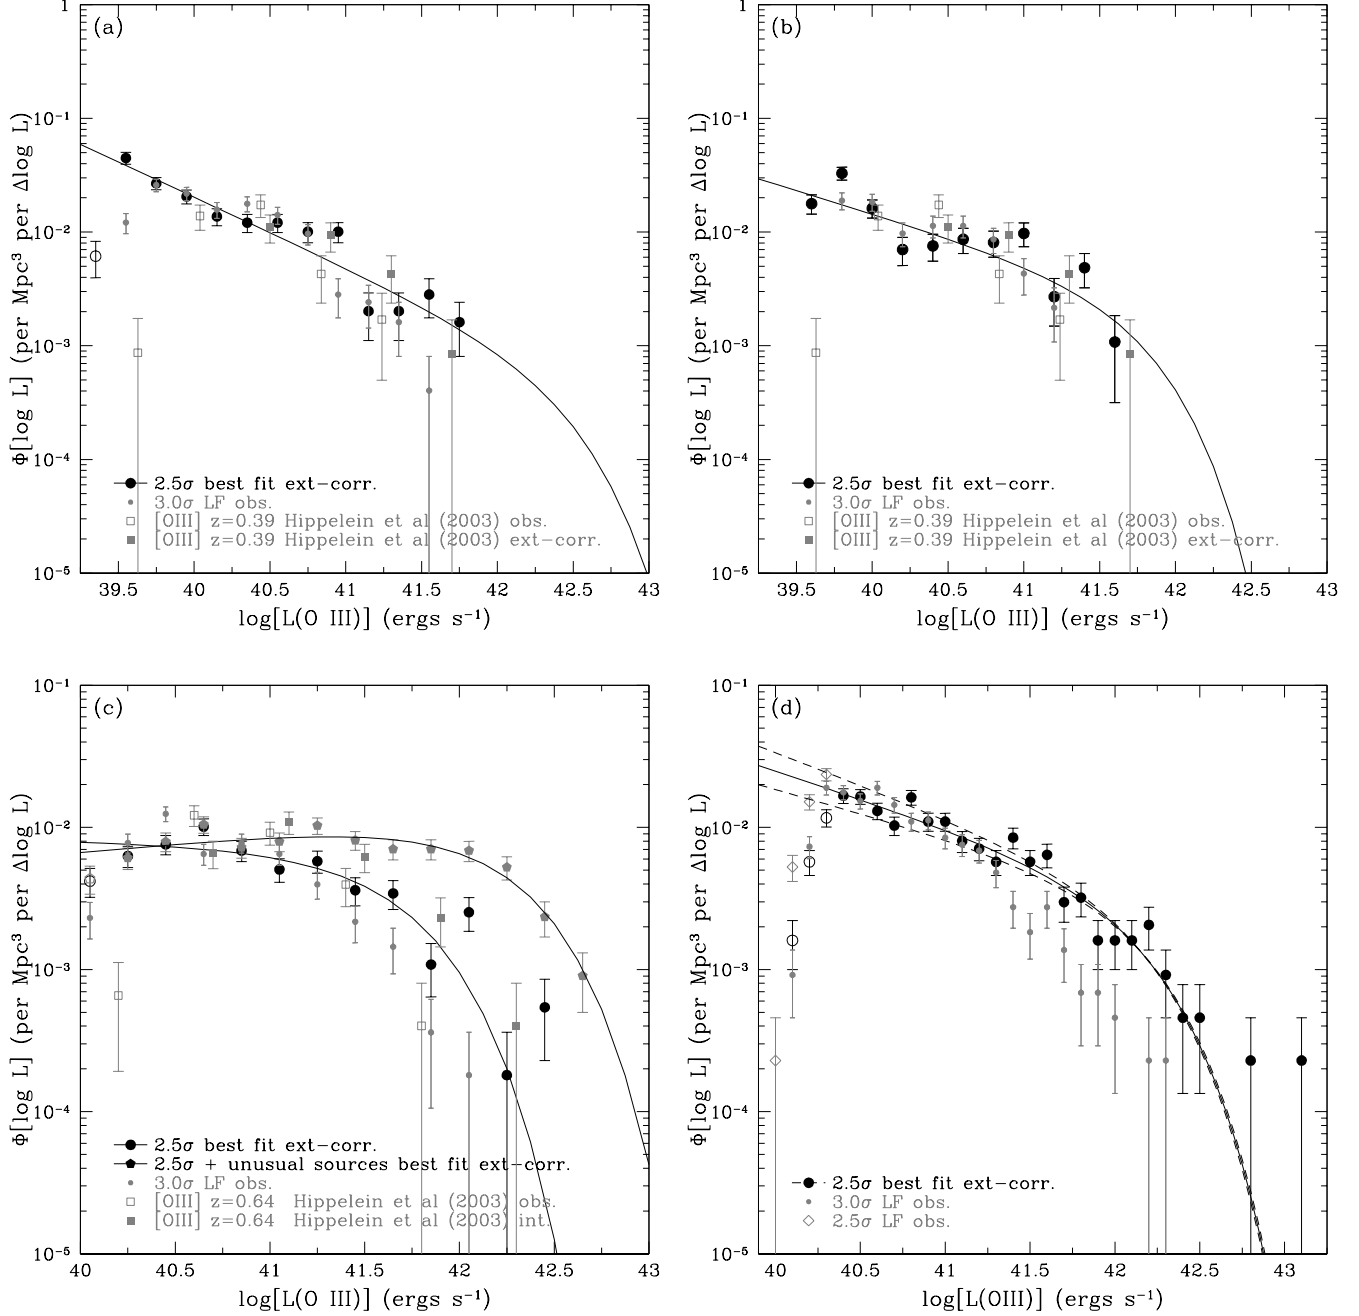 (a)
1
10⁻¹
10⁻²
10⁻³
10⁻⁴
10⁻⁵
Φ[log L] (per Mpc³ per Δlog L)
2.5σ best fit ext-corr.
3.0σ LF obs.
[OIII] z=0.39 Hippelein et al (2003) obs.
[OIII] z=0.39 Hippelein et al (2003) ext-corr.
39.5 40 40.5 41 41.5 42 42.5 43
log[L(O III)] (ergs s⁻¹)
(b)
1
10⁻¹
10⁻²
10⁻³
10⁻⁴
10⁻⁵
Φ[log L] (per Mpc³ per Δlog L)
2.5σ best fit ext-corr.
3.0σ LF obs.
[OIII] z=0.39 Hippelein et al (2003) obs.
[OIII] z=0.39 Hippelein et al (2003) ext-corr.
39.5 40 40.5 41 41.5 42 42.5 43
log[L(O III)] (ergs s⁻¹)
(c)
10⁻¹
10⁻²
10⁻³
10⁻⁴
10⁻⁵
Φ[log L] (per Mpc³ per Δlog L)
2.5σ best fit ext-corr.
2.5σ + unusual sources best fit ext-corr.
3.0σ LF obs.
[OIII] z=0.64 Hippelein et al (2003) obs.
[OIII] z=0.64 Hippelein et al (2003) int.
40 40.5 41 41.5 42 42.5 43
log[L(O III)] (ergs s⁻¹)
(d)
10⁻¹
10⁻²
10⁻³
10⁻⁴
10⁻⁵
Φ[log L] (per Mpc³ per Δlog L)
2.5σ best fit ext-corr.
3.0σ LF obs.
2.5σ LF obs.
40 40.5 41 41.5 42 42.5 43
log[L(OIII)] (ergs s⁻¹)